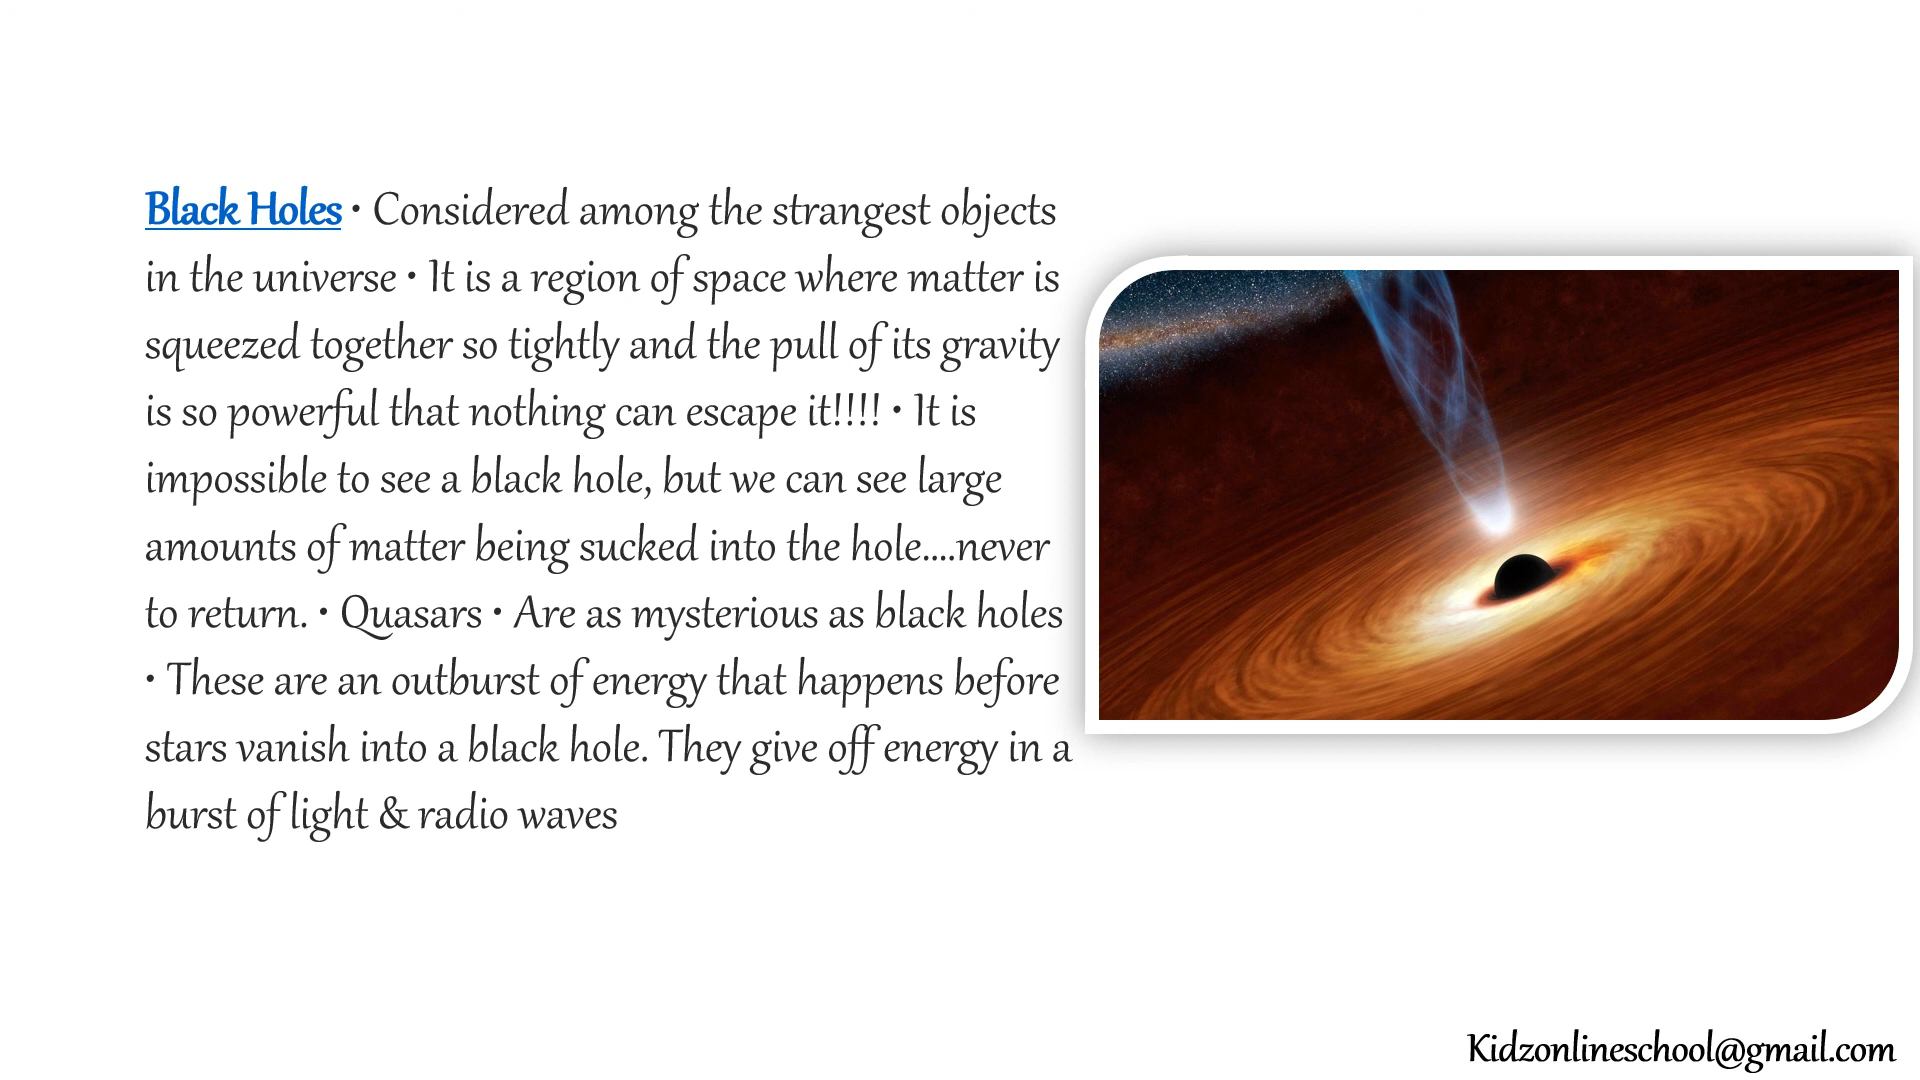 Black Holes • Considered among the strangest objects
in the universe • It is a region of space where matter is
squeezed together so tightly and the pull of its gravity
is so powerful that nothing can escape it!!!! • It is
impossible to see a black hole, but we can see large
amounts of matter being sucked into the hole....never
to return. • Quasars • Are as mysterious as black holes
• These are an outburst of energy that happens before
stars vanish into a black hole. They give off energy in a
burst of light & radio waves
Kidzonlineschool@gmail.com